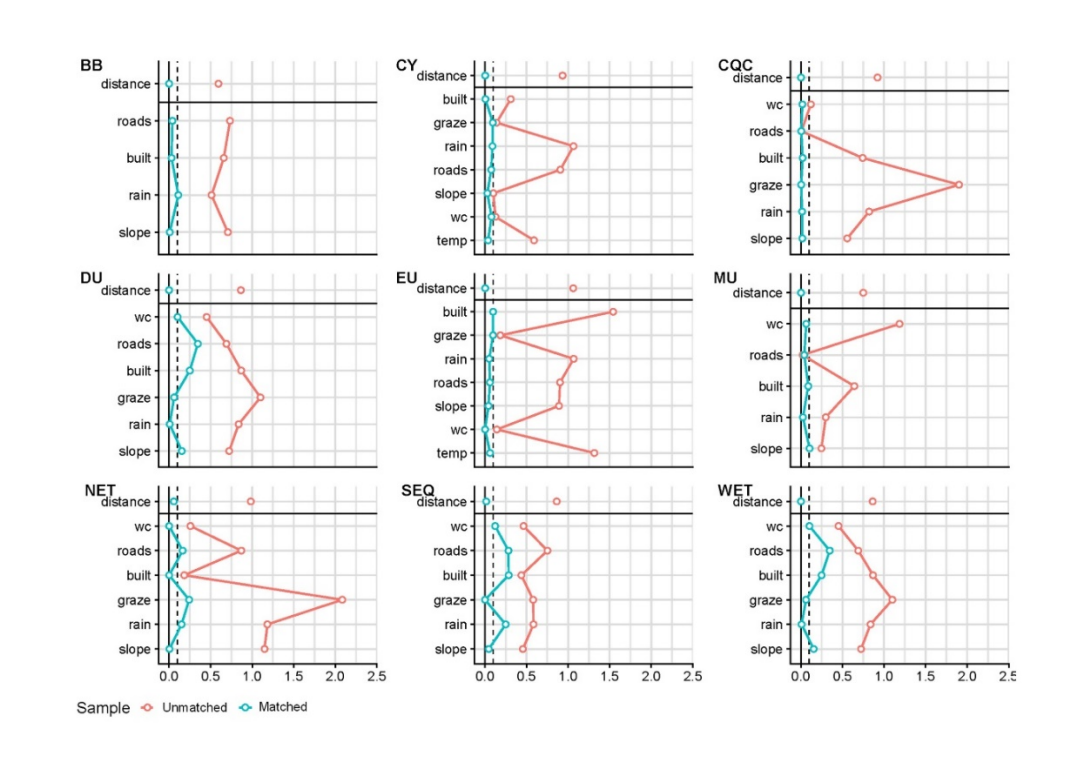 BB
distance
roads
built
rain
slope
CY
distance
built
graze
rain
roads
slope
wc
temp
CQC
distance
wc
roads
built
graze
rain
slope
DU
distance
wc
roads
built
graze
rain
slope
EU
distance
built
graze
rain
roads
slope
wc
temp
MU
distance
wc
roads
built
rain
slope
NET
distance
wc
roads
built
graze
rain
slope
0.0 0.5 1.0 1.5 2.0 2.5
SEQ
distance
wc
roads
built
graze
rain
slope
0.0 0.5 1.0 1.5 2.0 2.5
WET
distance
wc
roads
built
graze
rain
slope
0.0 0.5 1.0 1.5 2.0 2.5
Sample Unmatched Matched